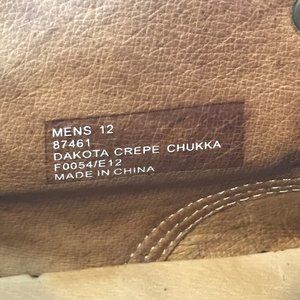 MENS 12
87461
DAKOTA CREPE CHUKKA
F0054/E12
MADE IN CHINA